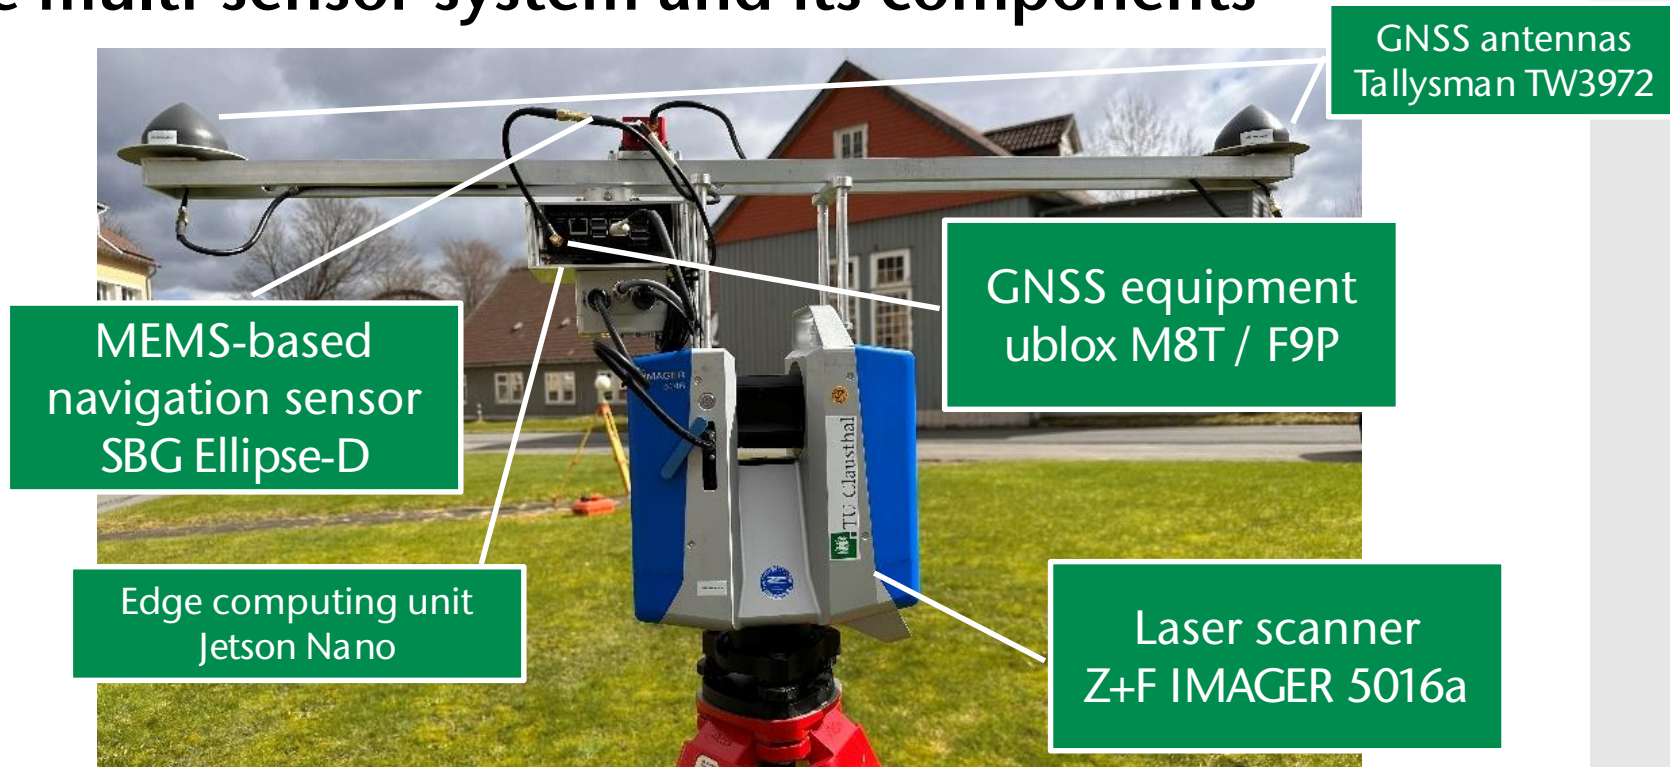 e multi-sensor system and its components
GNSS antennas
Tallysman TW3972
GNSS equipment
ublox M8T / F9P
MEMS-based
navigation sensor
SBG Ellipse-D
IMAGER
TU Clausthal
Edge computing unit
Jetson Nano
Laser scanner
Z+F IMAGER 5016a